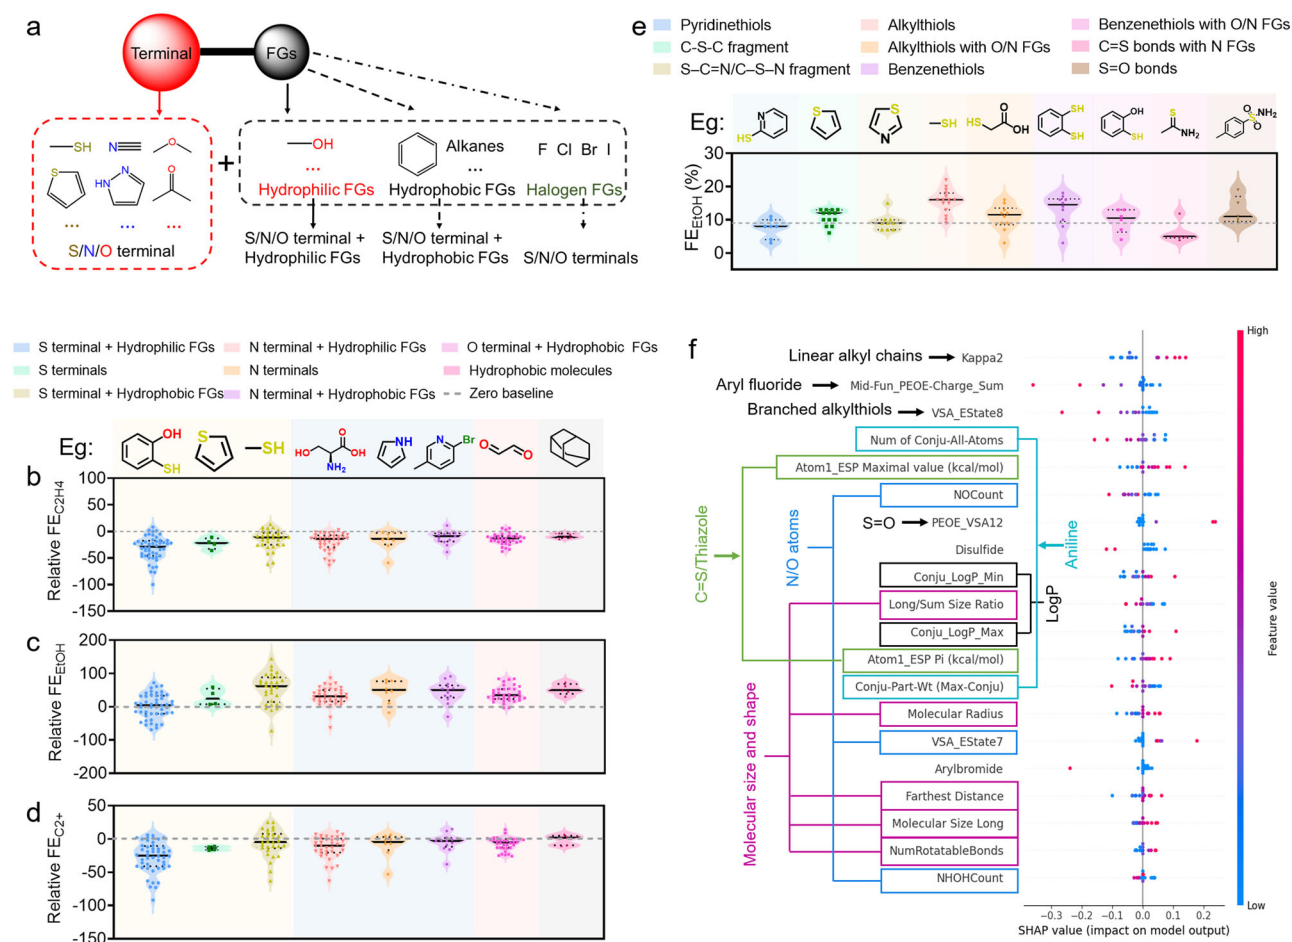 a
Terminal
FGs
SH
N
O
S
HN
N
O
...
...
...
S/N/O terminal
+
OH
...
Hydrophilic FGs
Alkanes
...
Hydrophobic FGs
F Cl Br I
Halogen FGs
S/N/O terminal +
Hydrophilic FGs
S/N/O terminal +
Hydrophobic FGs
S/N/O terminals
S terminal + Hydrophilic FGs
N terminal + Hydrophilic FGs
O terminal + Hydrophobic FGs
S terminals
N terminals
Hydrophobic molecules
S terminal + Hydrophobic FGs
N terminal + Hydrophobic FGs
Zero baseline
Eg:
OH
SH
S
SH
HO
O
OH
NH2
NH
N
Br
O
O
b
Relative FEC2H4
100
50
0
-50
-100
-150
c
Relative FEEtOH
200
100
0
-100
-200
d
Relative FEC2+
50
0
-50
-100
-150
e
Pyridinethiols
Alkylthiols
Benzenethiols with O/N FGs
C-S-C fragment
Alkylthiols with O/N FGs
C=S bonds with N FGs
S–C=N/C–S–N fragment
Benzenethiols
S=O bonds
Eg:
N
HS
S
S
N
SH
HS
O
OH
SH
SH
OH
SH
S
NH2
O
S
NH2
O
FEEtOH (%)
30
20
10
0
f
Linear alkyl chains
Kappa2
Aryl fluoride
Mid-Fun_PEOE-Charge_Sum
Branched alkylthiols
VSA_EState8
Num of Conju-All-Atoms
Atom1_ESP Maximal value (kcal/mol)
NOCount
S=O
PEOE_VSA12
Disulfide
Conju_LogP_Min
Long/Sum Size Ratio
Conju_LogP_Max
Atom1_ESP Pi (kcal/mol)
Conju-Part-Wt (Max-Conju)
Molecular Radius
VSA_EState7
Arylbromide
Farthest Distance
Molecular Size Long
NumRotatableBonds
NHOHCount
C=S/Thiazole
N/O atoms
Molecular size and shape
LogP
Aniline
−0.3 −0.2 −0.1 0.0 0.1 0.2
SHAP value (impact on model output)
High
Feature value
Low